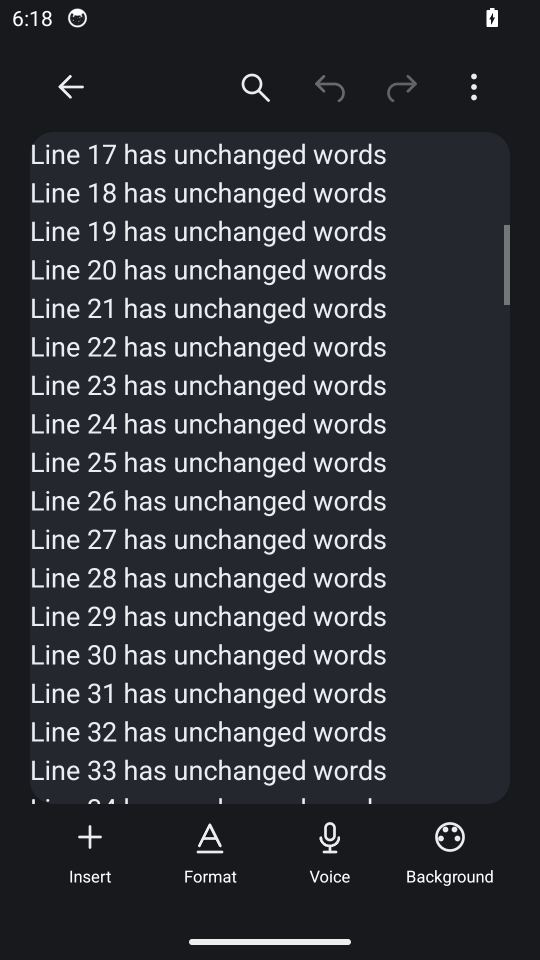 6:18
Line 17 has unchanged words
Line 18 has unchanged words
Line 19 has unchanged words
Line 20 has unchanged words
Line 21 has unchanged words
Line 22 has unchanged words
Line 23 has unchanged words
Line 24 has unchanged words
Line 25 has unchanged words
Line 26 has unchanged words
Line 27 has unchanged words
Line 28 has unchanged words
Line 29 has unchanged words
Line 30 has unchanged words
Line 31 has unchanged words
Line 32 has unchanged words
Line 33 has unchanged words
Insert Format Voice Background